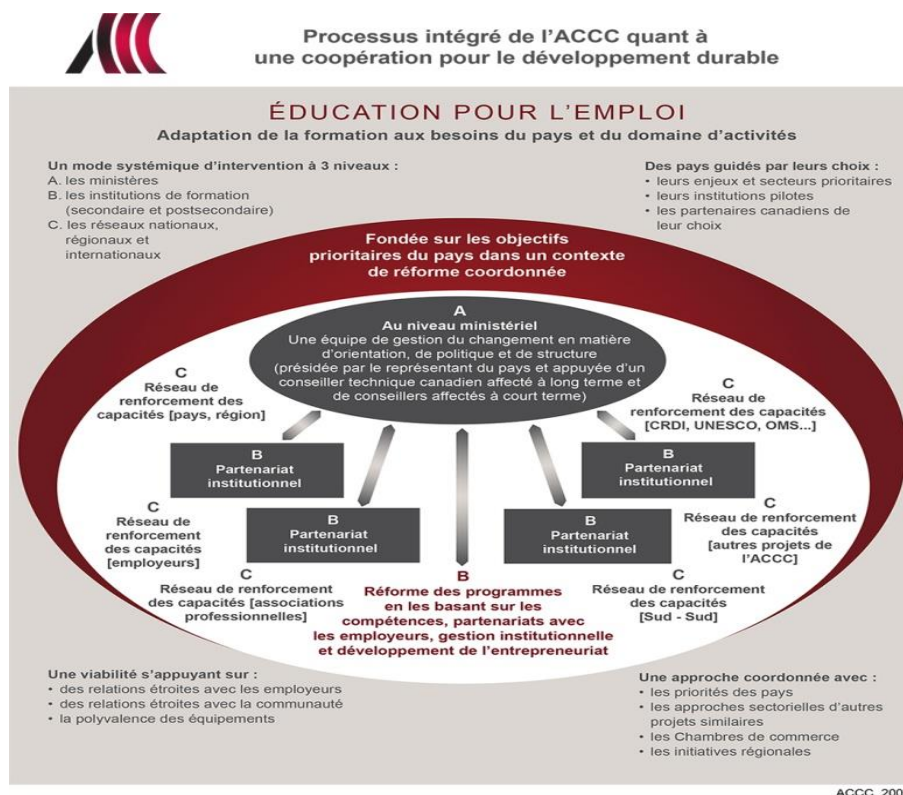 ACCC
Processus intégré de l'ACCC quant à
une coopération pour le développement durable
ÉDUCATION POUR L'EMPLOI
Adaptation de la formation aux besoins du pays et du domaine d'activités
Un mode systémique d'intervention à 3 niveaux :
A. les ministères
B. les institutions de formation
(secondaire et postsecondaire)
C. les réseaux nationaux,
régionaux et
internationaux
Des pays guidés par leurs choix :
• leurs enjeux et secteurs prioritaires
• leurs institutions pilotes
• les partenaires canadiens de
leur choix
Fondée sur les objectifs
prioritaires du pays dans un contexte
de réforme coordonnée
A
Au niveau ministériel
Une équipe de gestion du changement en matière
d'orientation, de politique et de structure
(présidée par le représentant du pays et appuyée d'un
conseiller technique canadien affecté à long terme et
de conseillers affectés à court terme)
C
Réseau de
renforcement des
capacités [pays, région]
C
Réseau de
renforcement des capacités
[CRDI, UNESCO, OMS...]
B
Partenariat
institutionnel
B
Partenariat
institutionnel
C
Réseau de
renforcement
des capacités
[employeurs]
B
Partenariat
institutionnel
B
Partenariat
institutionnel
C
Réseau de renforcement
des capacités
[autres projets de
l'ACCC]
C
Réseau de renforcement
des capacités [associations
professionnelles]
B
Réforme des programmes
en les basant sur les
compétences, partenariats avec
les employeurs, gestion institutionnelle
et développement de l'entrepreneuriat
C
Réseau de renforcement
des capacités
[Sud - Sud]
Une viabilité s'appuyant sur :
• des relations étroites avec les employeurs
• des relations étroites avec la communauté
• la polyvalence des équipements
Une approche coordonnée avec :
• les priorités des pays
• les approches sectorielles d'autres
projets similaires
• les Chambres de commerce
• les initiatives régionales
ACCC, 200